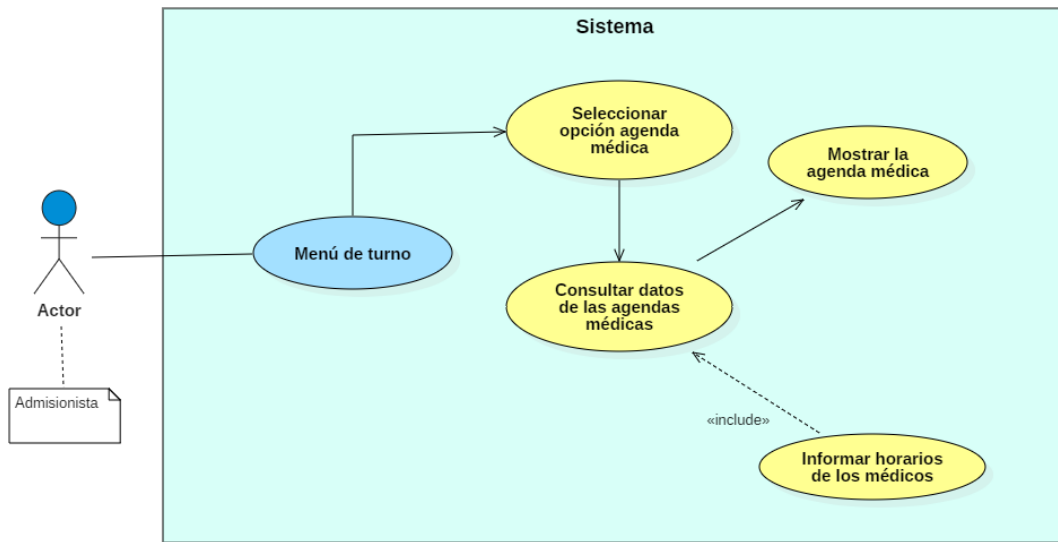 Sistema
Seleccionar
opción agenda
médica
Mostrar la
agenda médica
Menú de turno
Consultar datos
de las agendas
médicas
Actor
Admisionista
«include»
Informar horarios
de los médicos